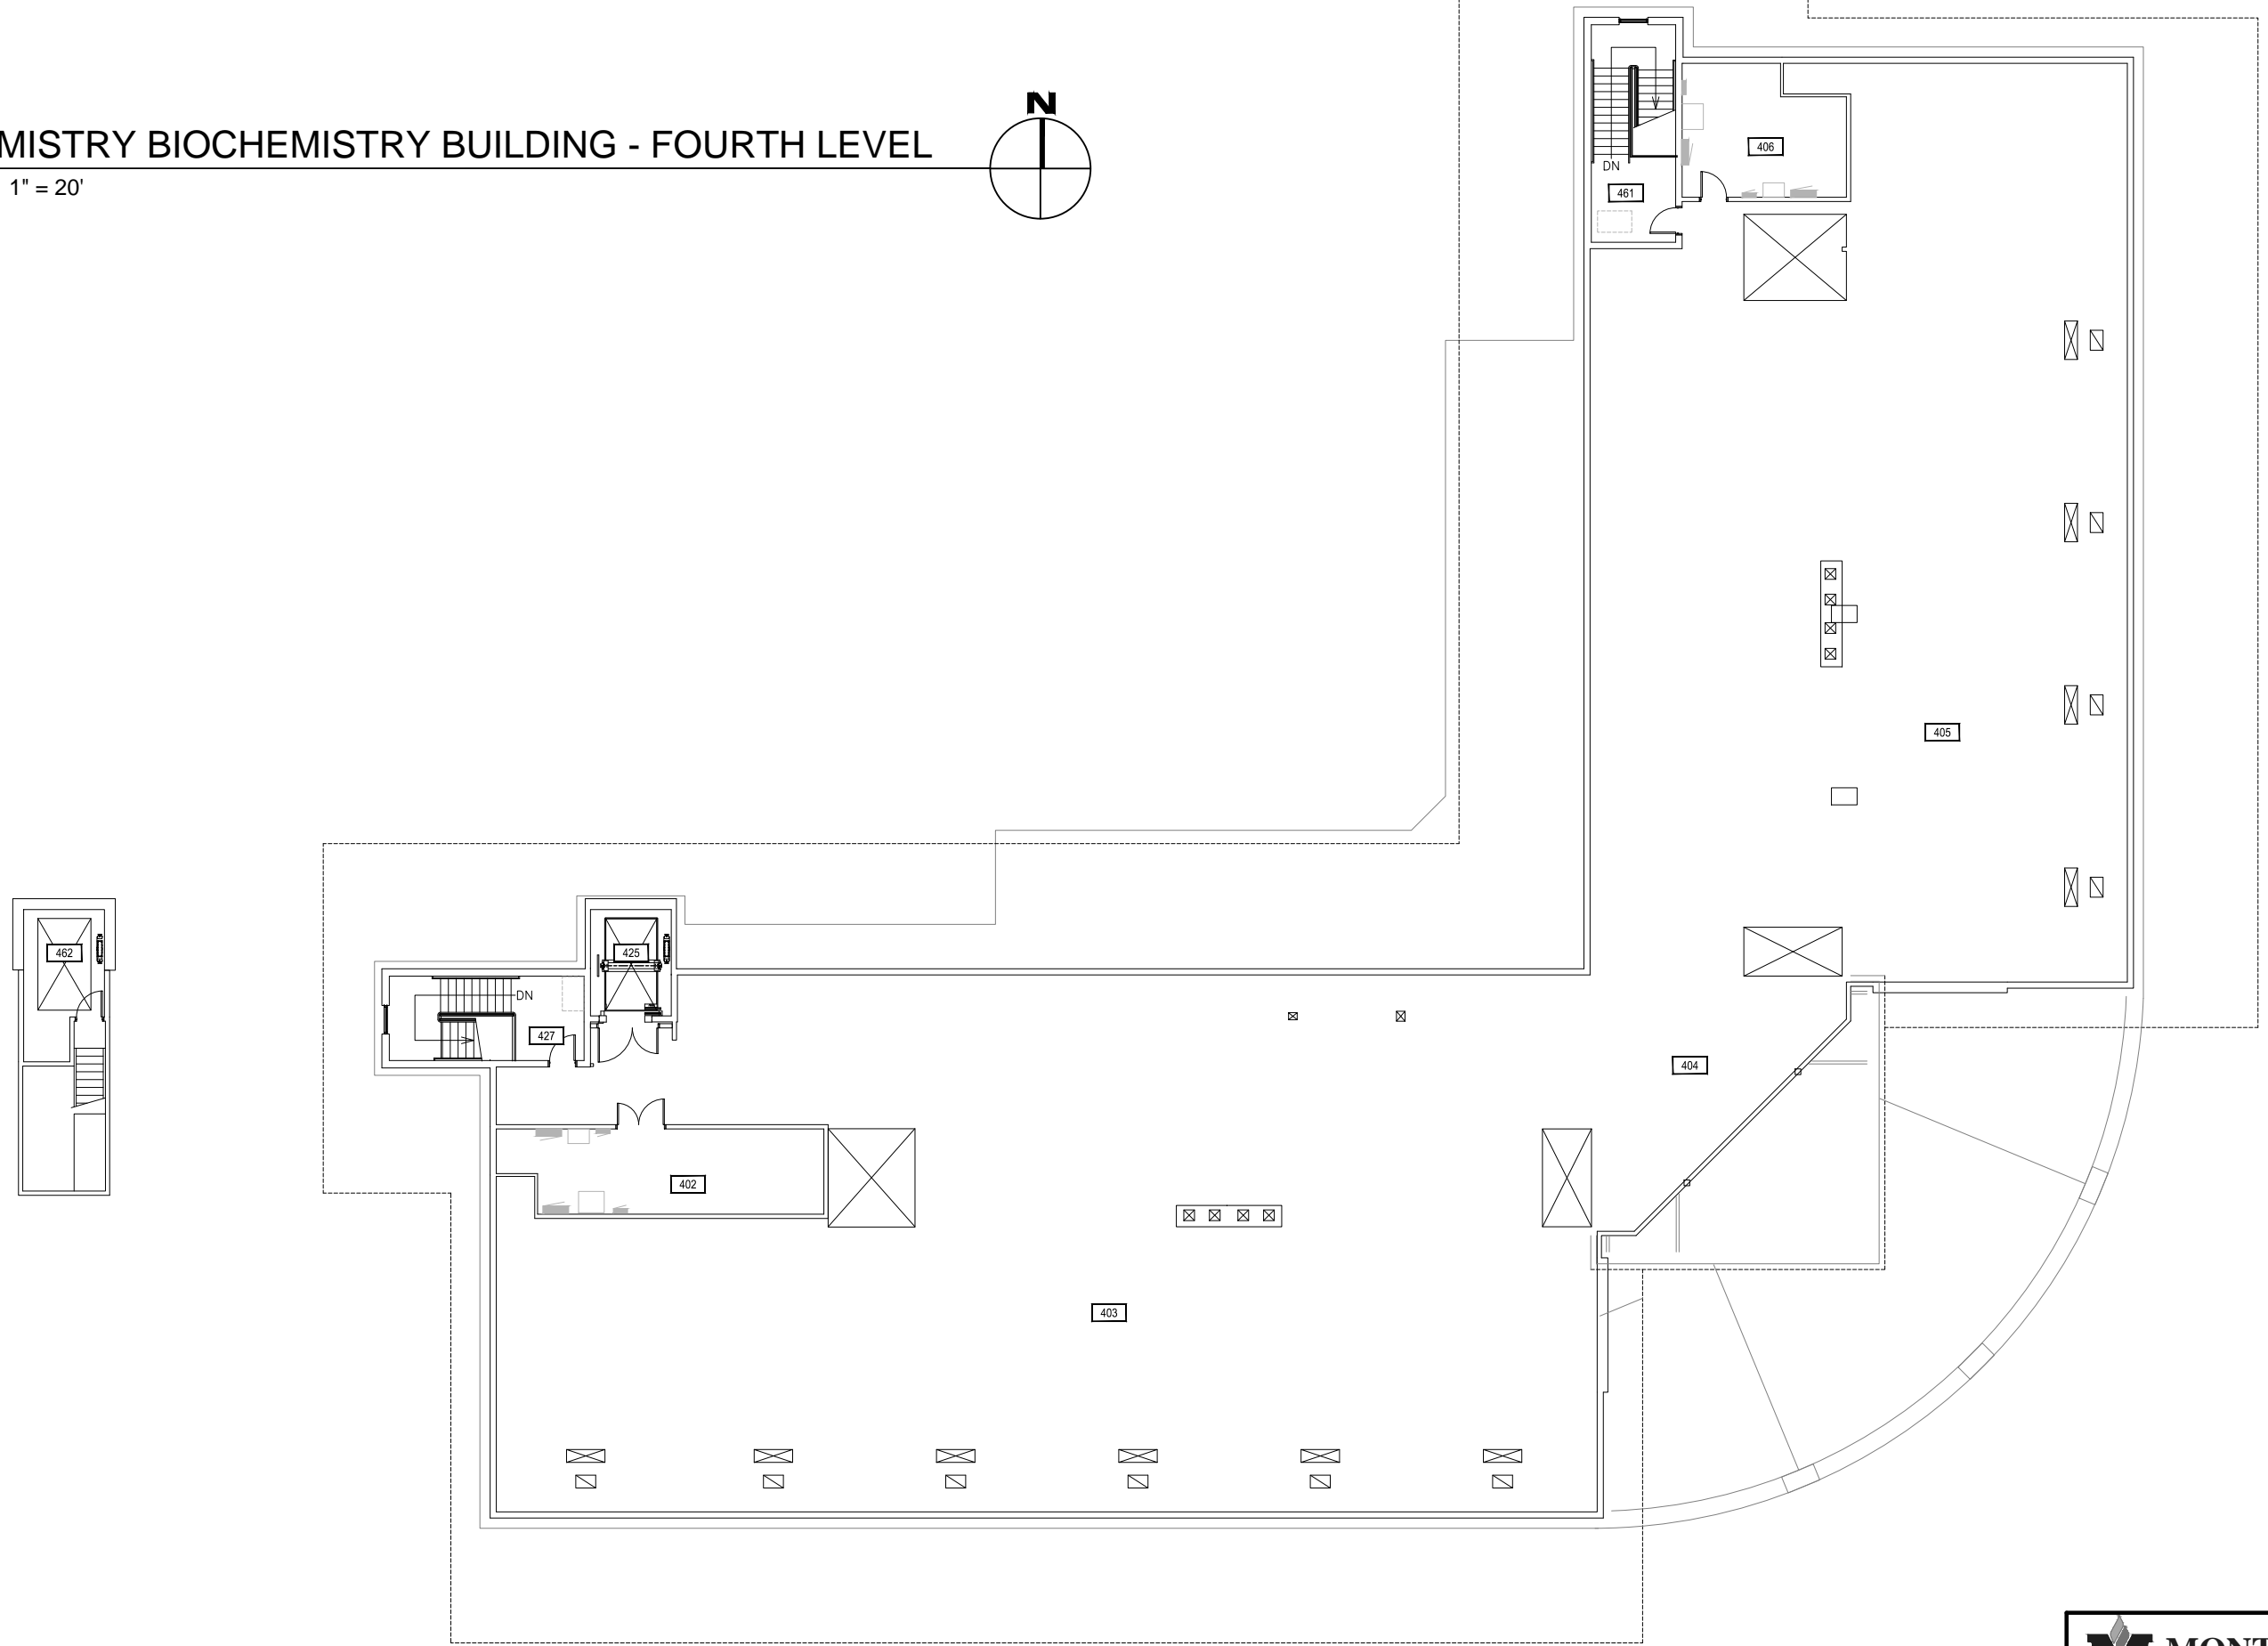 MISTRY BIOCHEMISTRY BUILDING - FOURTH LEVEL
1" = 20'
N
406
DN
461
405
462
425
DN
427
404
402
403
MONT